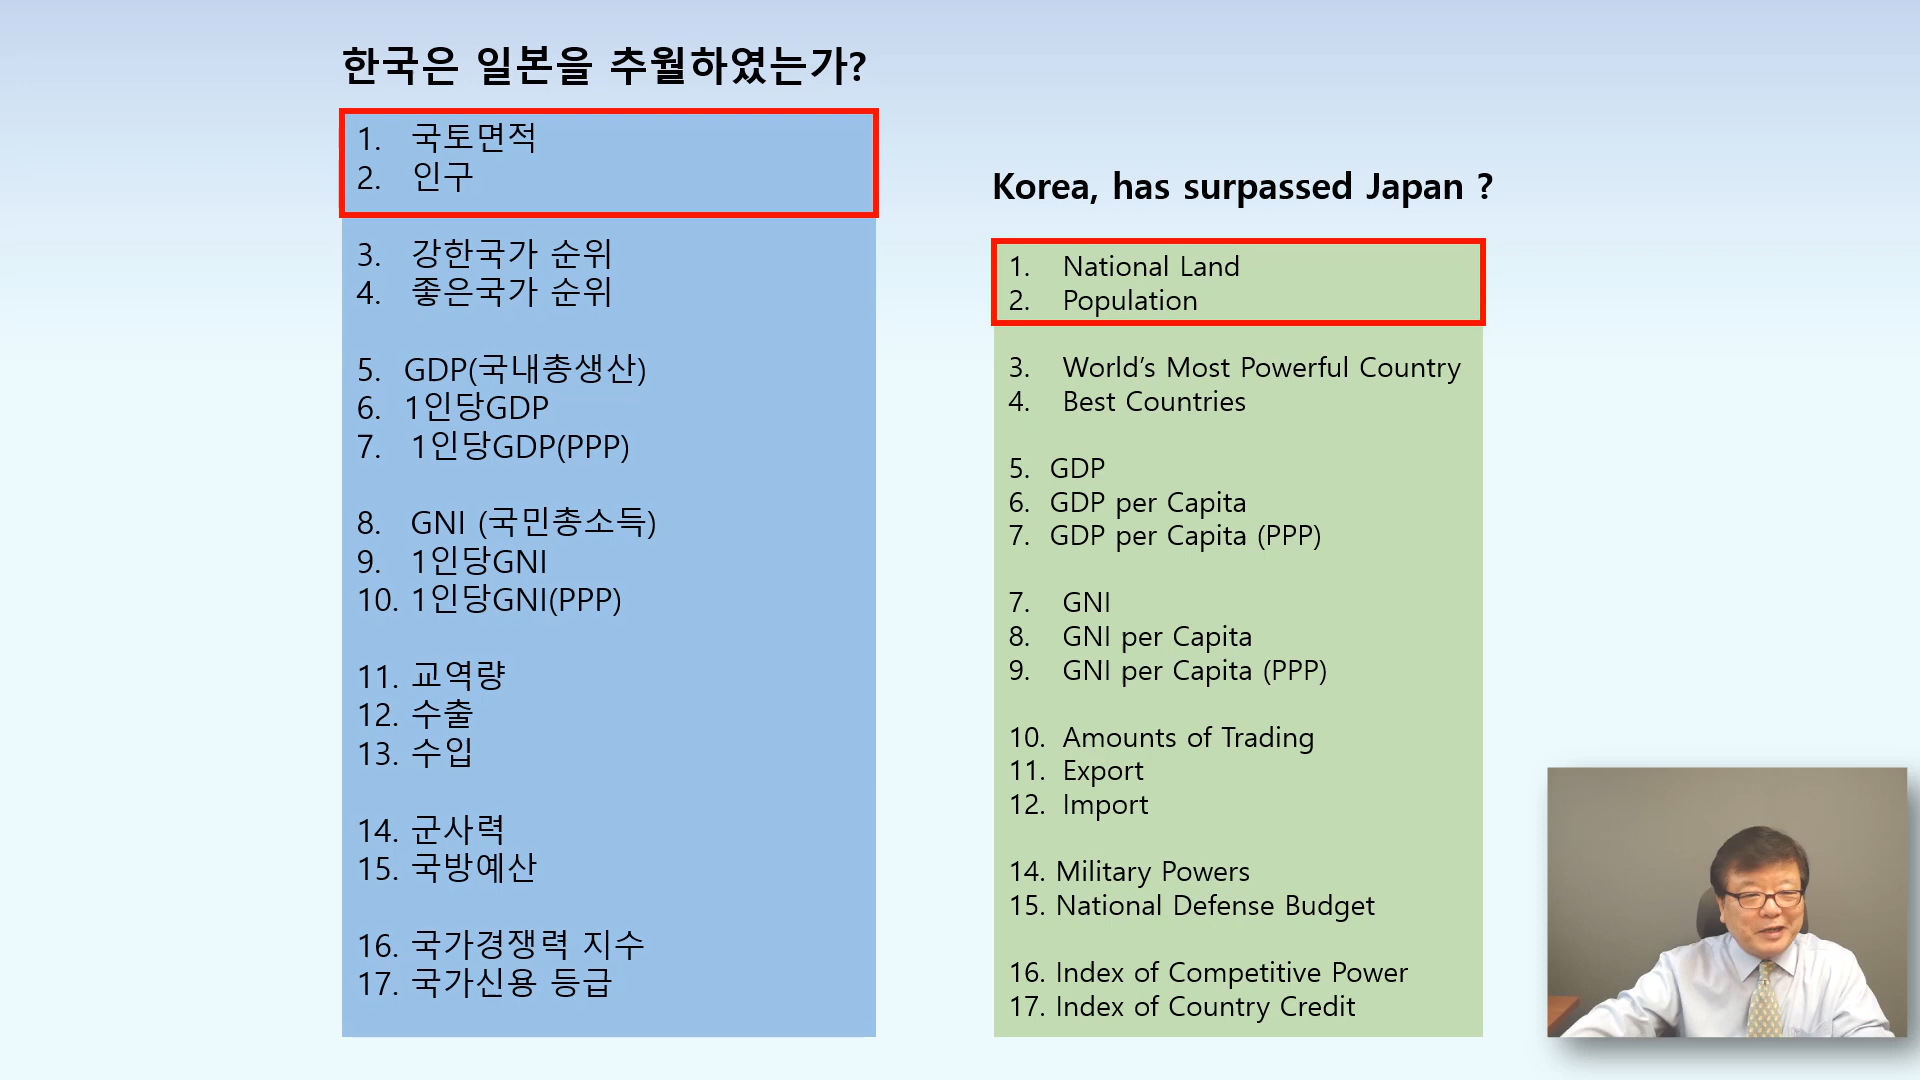 한국은 일본을 추월하였는가?
1. 국토면적
2. 인구
3. 강한국가 순위
4. 좋은국가 순위
5. GDP(국내총생산)
6. 1인당GDP
7. 1인당GDP(PPP)
8. GNI (국민총소득)
9. 1인당GNI
10. 1인당GNI(PPP)
11. 교역량
12. 수출
13. 수입
14. 군사력
15. 국방예산
16. 국가경쟁력 지수
17. 국가신용 등급
Korea, has surpassed Japan ?
1. National Land
2. Population
3. World's Most Powerful Country
4. Best Countries
5. GDP
6. GDP per Capita
7. GDP per Capita (PPP)
7. GNI
8. GNI per Capita
9. GNI per Capita (PPP)
10. Amounts of Trading
11. Export
12. Import
14. Military Powers
15. National Defense Budget
16. Index of Competitive Power
17. Index of Country Credit